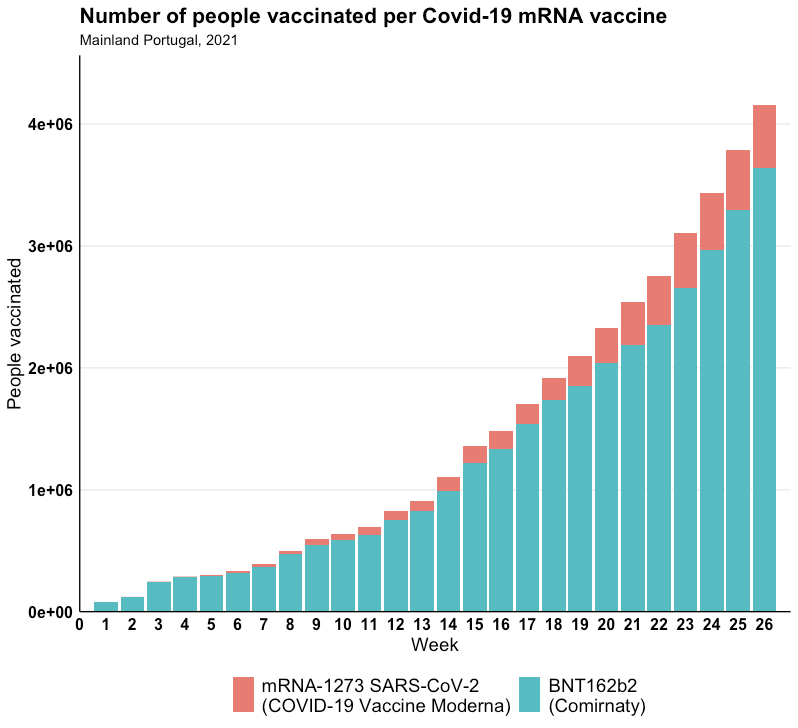 Number of people vaccinated per Covid-19 mRNA vaccine
Mainland Portugal, 2021
People vaccinated
4e+06
3e+06
2e+06
1e+06
0e+00
0 1 2 3 4 5 6 7 8 9 10 11 12 13 14 15 16 17 18 19 20 21 22 23 24 25 26
Week
mRNA-1273 SARS-CoV-2
(COVID-19 Vaccine Moderna)
BNT162b2
(Comirnaty)